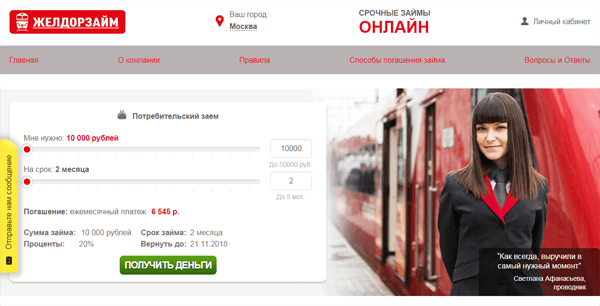 ЖЕЛДОРЗАЙМ
Ваш город:
Москва
СРОЧНЫЕ ЗАЙМЫ
ОНЛАЙН
Личный кабинет
Главная
О компании
Правила
Способы погашения займа
Вопросы и Ответы
Потребительский заем
Мне нужно: 10 000 рублей
10000
До 50000 руб
На срок: 2 месяца
2
До 5 мес.
Погашение: ежемесячный платеж 6 545 р.
Сумма займа: 10 000 рублей Срок займа: 2 месяца
Проценты: 20% Вернуть до: 21.11.2018
ПОЛУЧИТЬ ДЕНЬГИ
Отправьте нам сообщение
"Как всегда, выручили в
самый нужный момент"
Светлана Афанасьева,
проводник